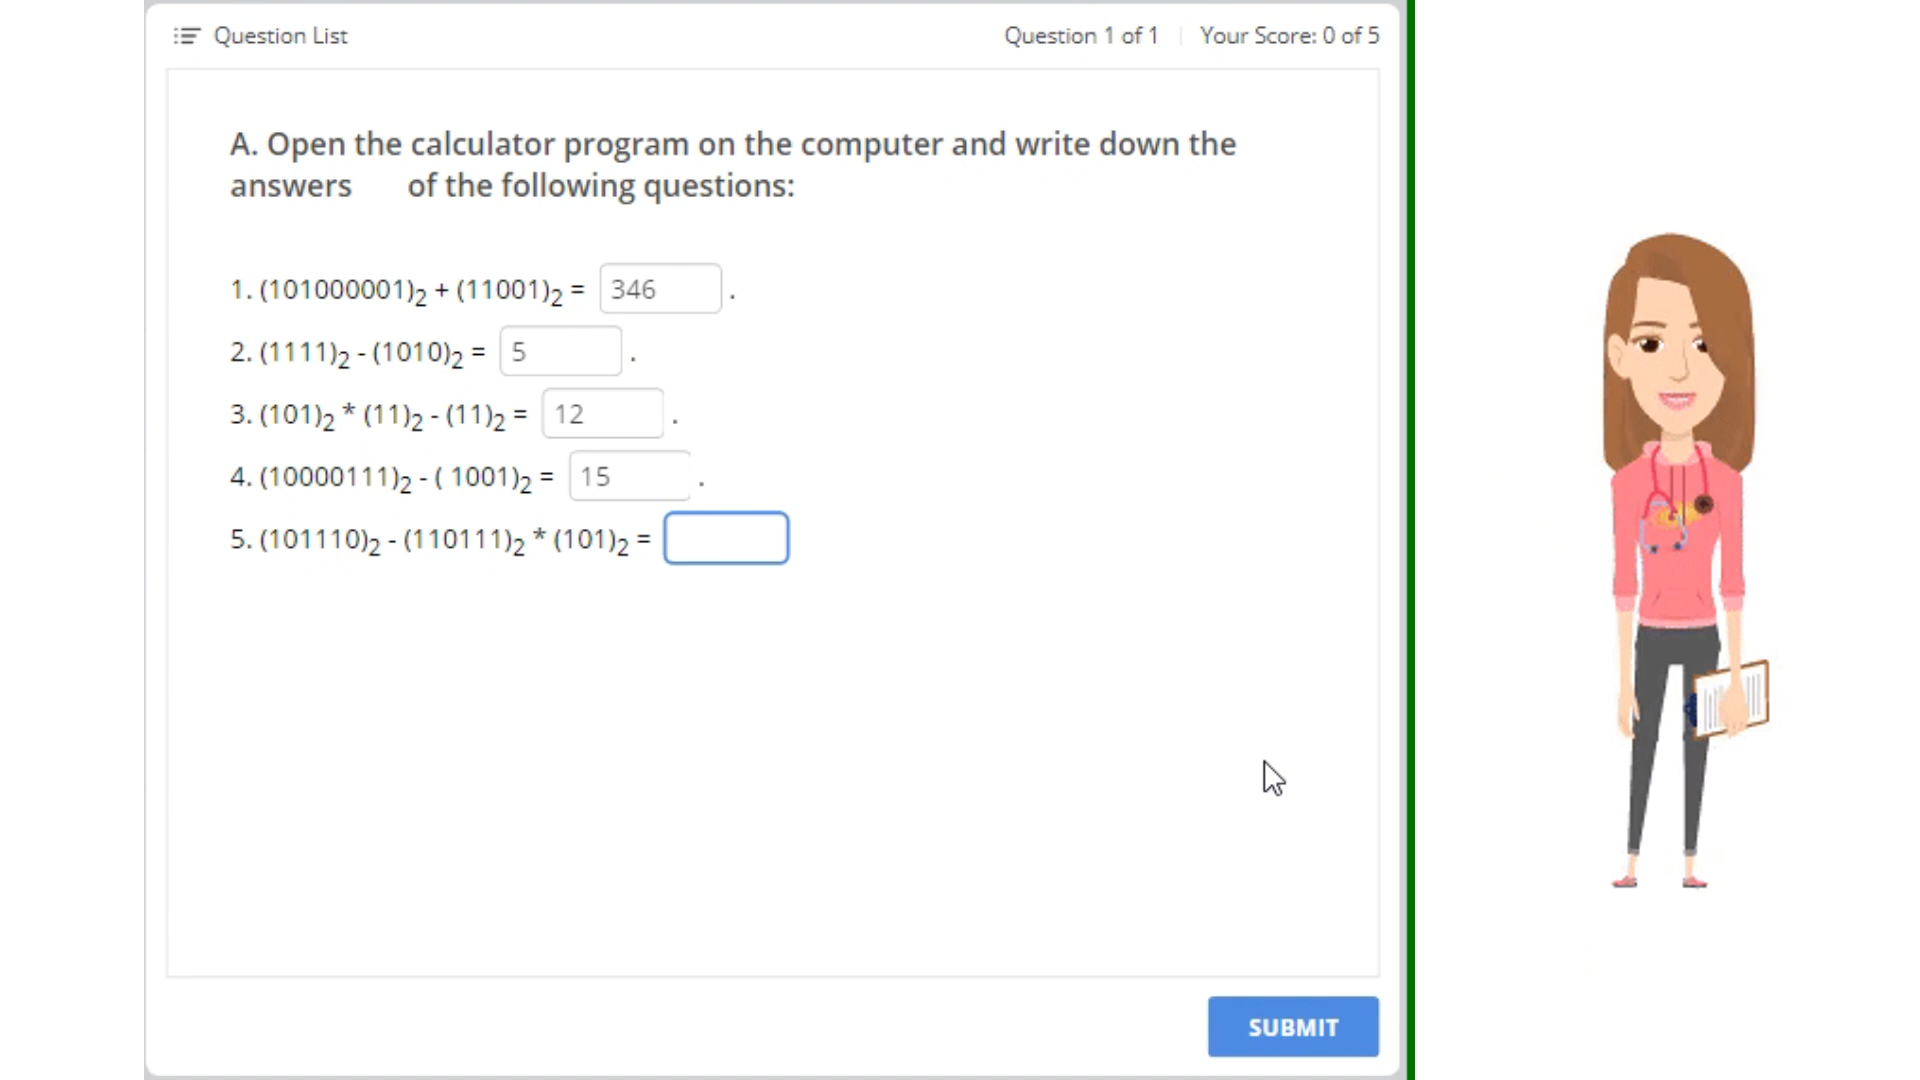 Question List
Question 1 of 1
Your Score: 0 of 5
A. Open the calculator program on the computer and write down the
answers of the following questions:
1. (101000001)₂ + (11001)₂ = 346 .
2. (1111)₂ - (1010)₂ = 5 .
3. (101)₂ * (11)₂ - (11)₂ = 12 .
4. (10000111)₂ - ( 1001)₂ = 15 .
5. (101110)₂ - (110111)₂ * (101)₂ =
SUBMIT